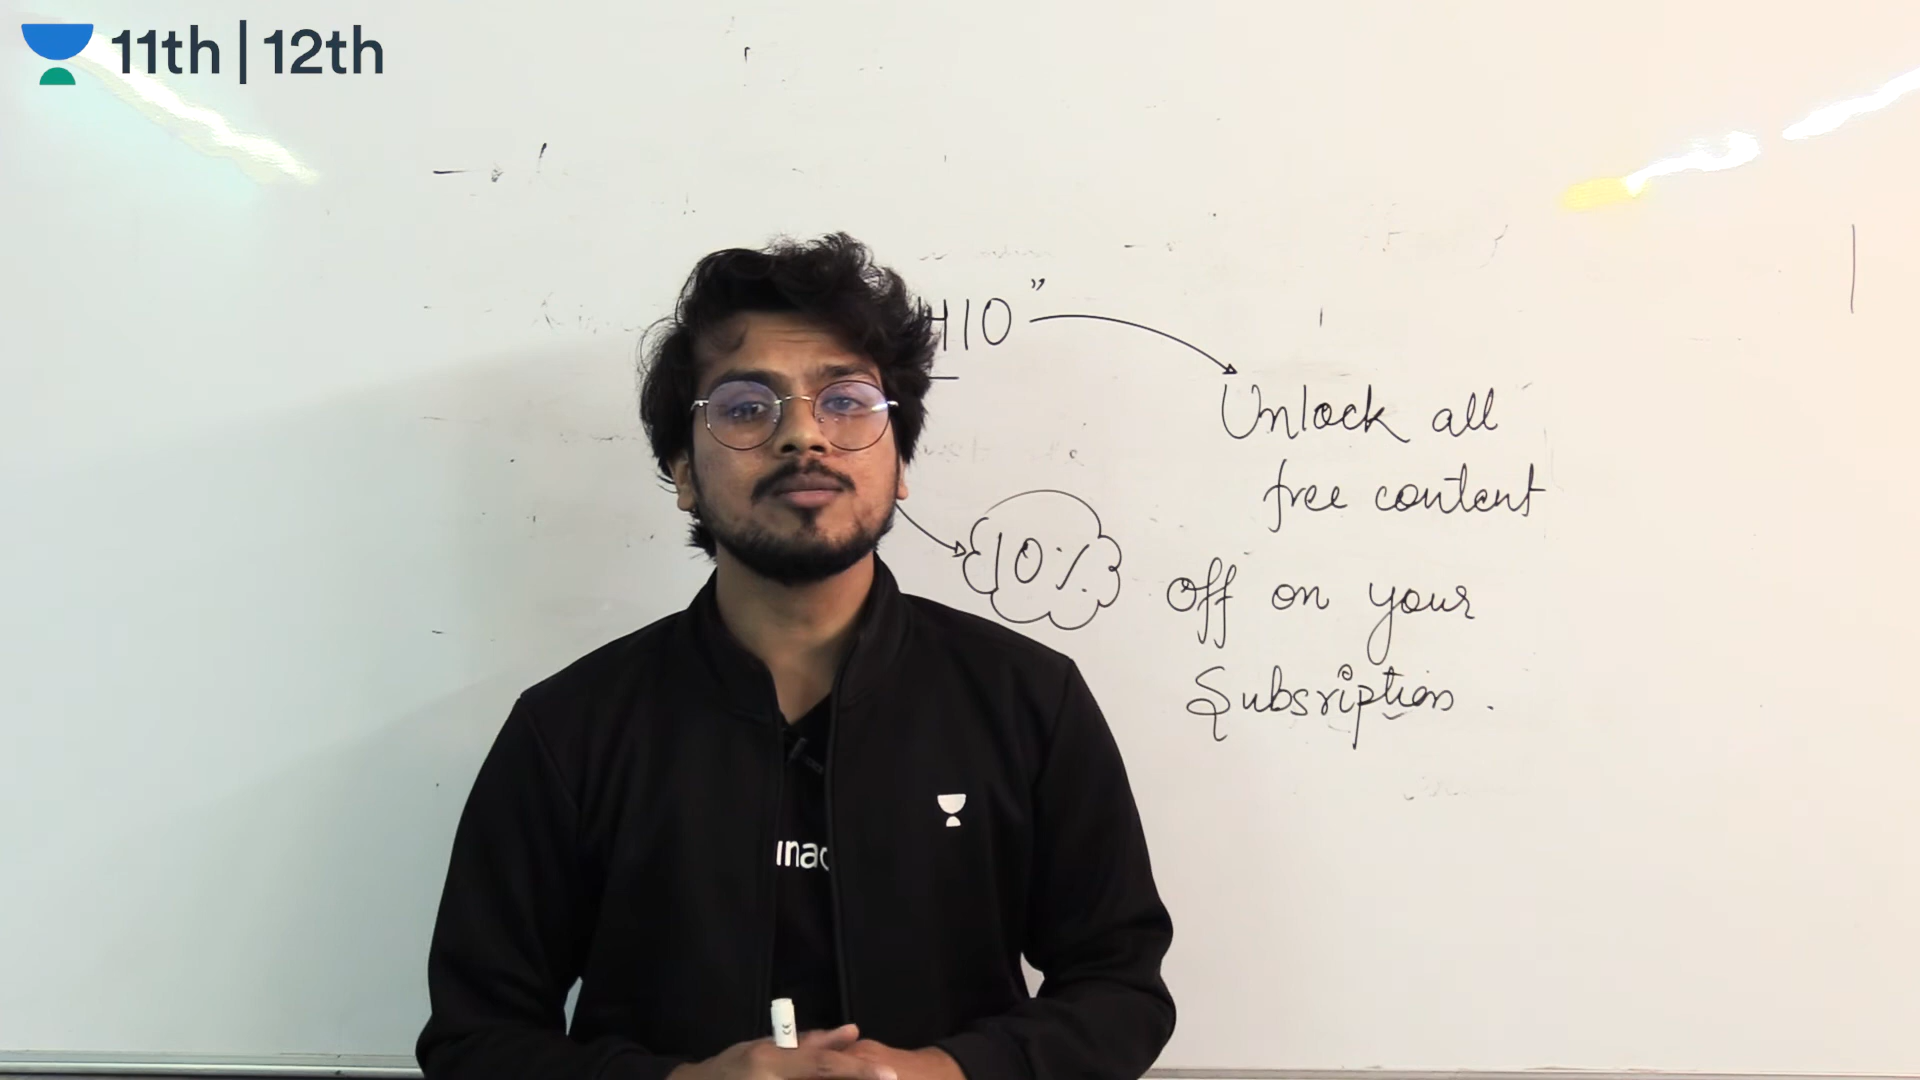 11th | 12th
H10"
Unlock all
free content
10% off on your
Subsription.
unac